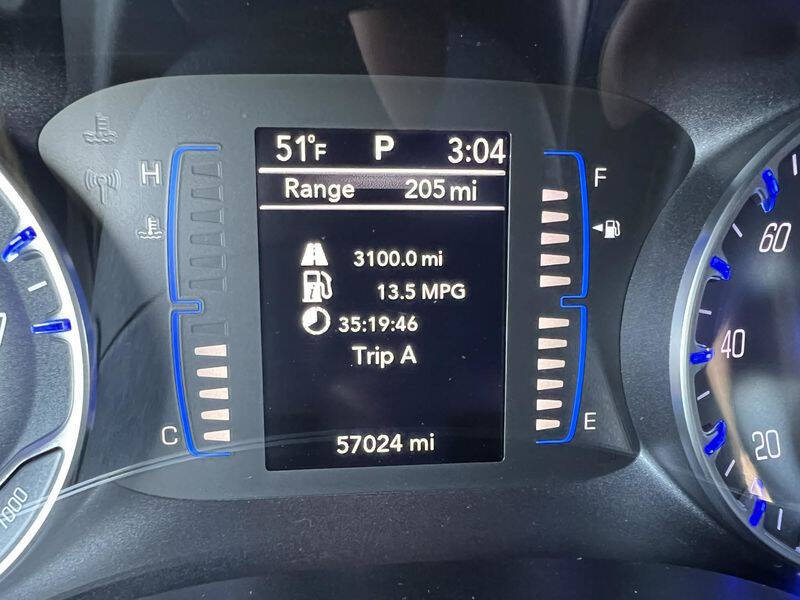 51°F P 3:04
Range 205 mi
H
F
3100.0 mi
13.5 MPG
35:19:46
Trip A
C
E
57024 mi
60
40
20
1000